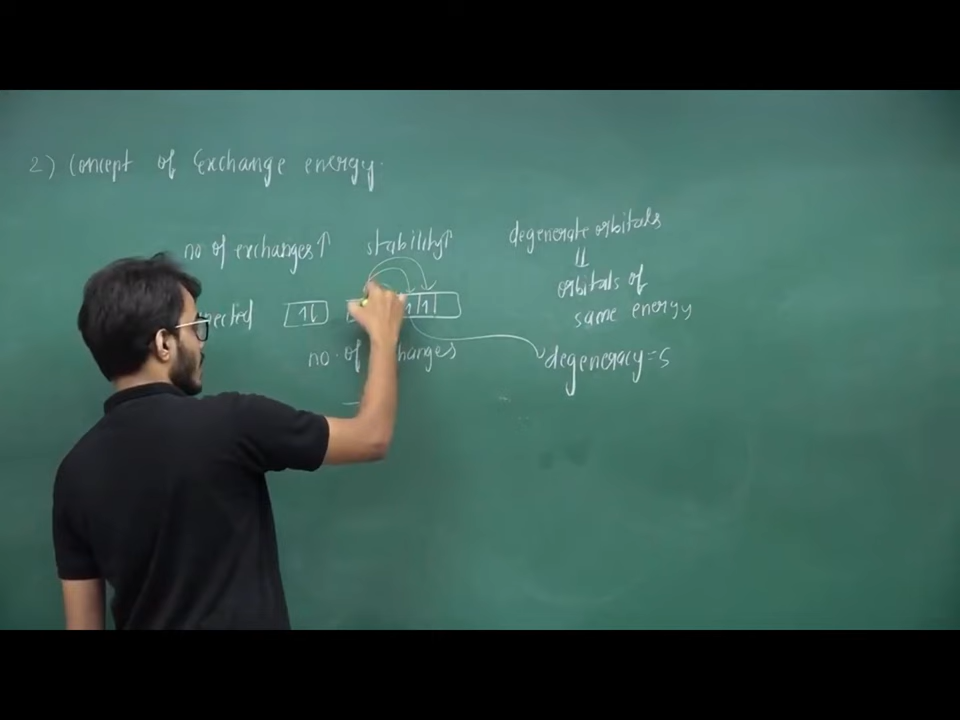 2) Concept of Exchange energy.
no of exchanges↑ stability↑
degenerate orbitals
orbitals of
same energy
↑↓
no. of
degeneracy = 5